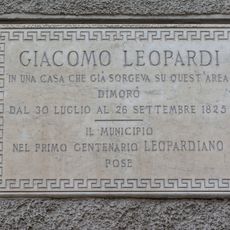 GIACOMO LEOPARDI
IN UNA CASA CHE GIÀ SORGEVA SU QUEST'AREA
DIMORÒ
DAL 30 LUGLIO AL 26 SETTEMBRE 1825
IL MUNICIPIO
NEL PRIMO CENTENARIO LEOPARDIANO
POSE